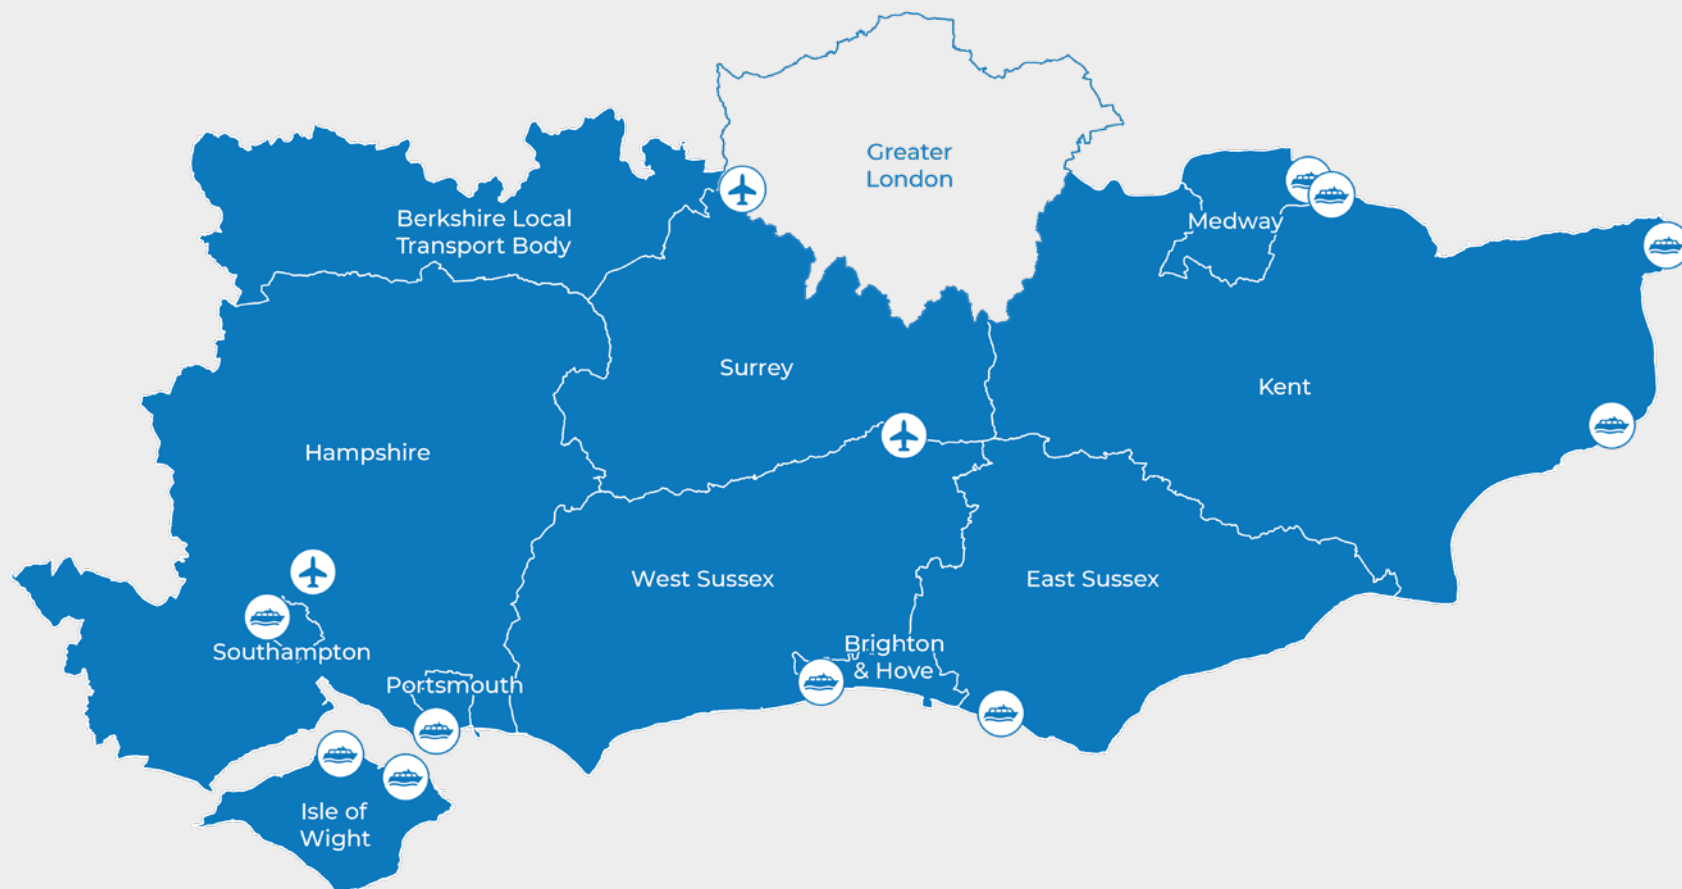 Greater
London
Berkshire Local
Transport Body
Medway
Surrey
Kent
Hampshire
West Sussex
East Sussex
Southampton
Brighton
& Hove
Portsmouth
Isle of
Wight